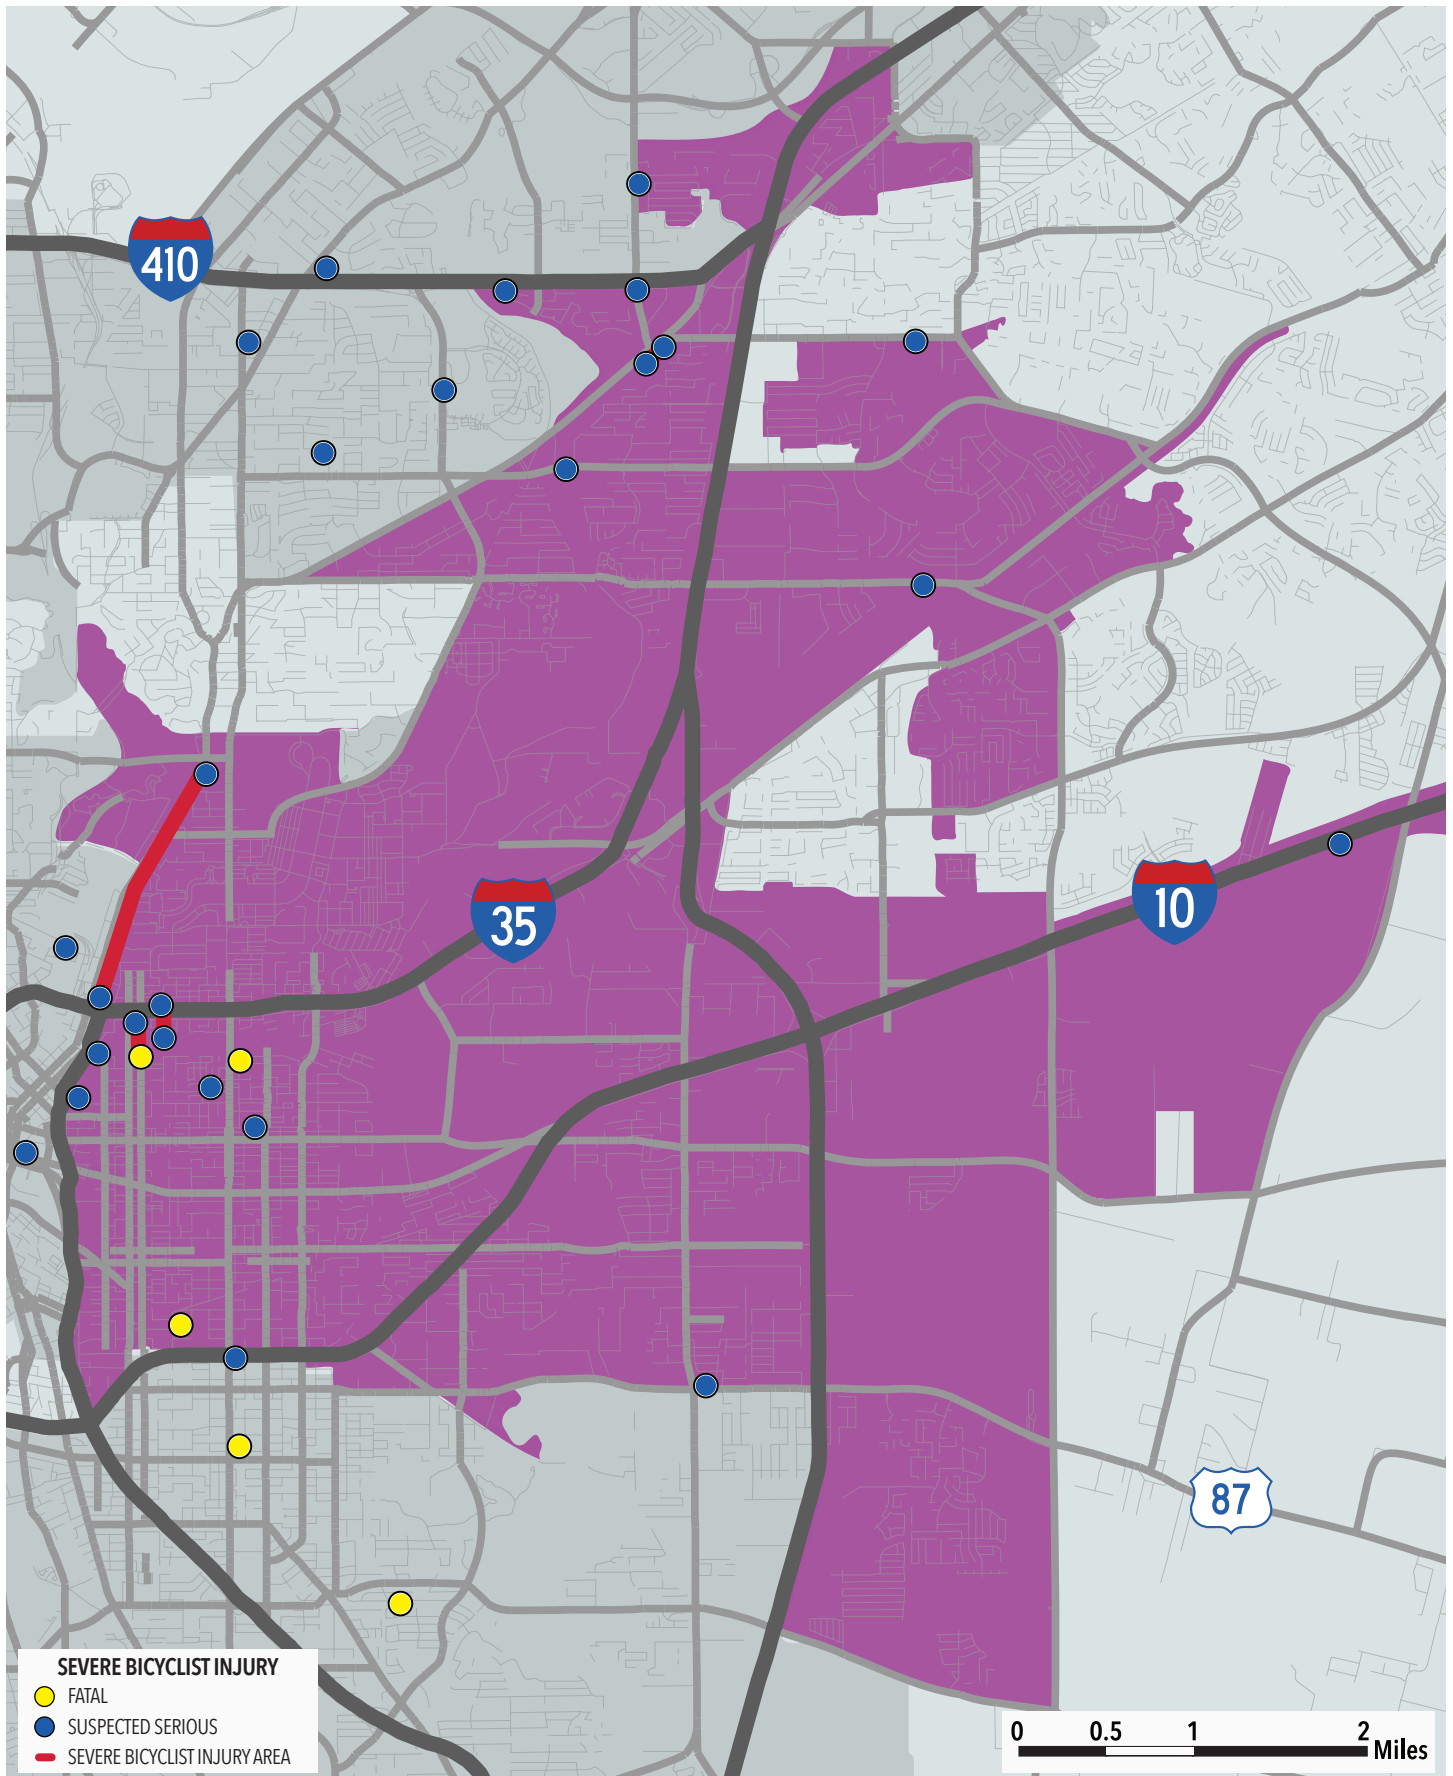 410
35
10
87
SEVERE BICYCLIST INJURY
FATAL
SUSPECTED SERIOUS
SEVERE BICYCLIST INJURY AREA
0 0.5 1 2
Miles